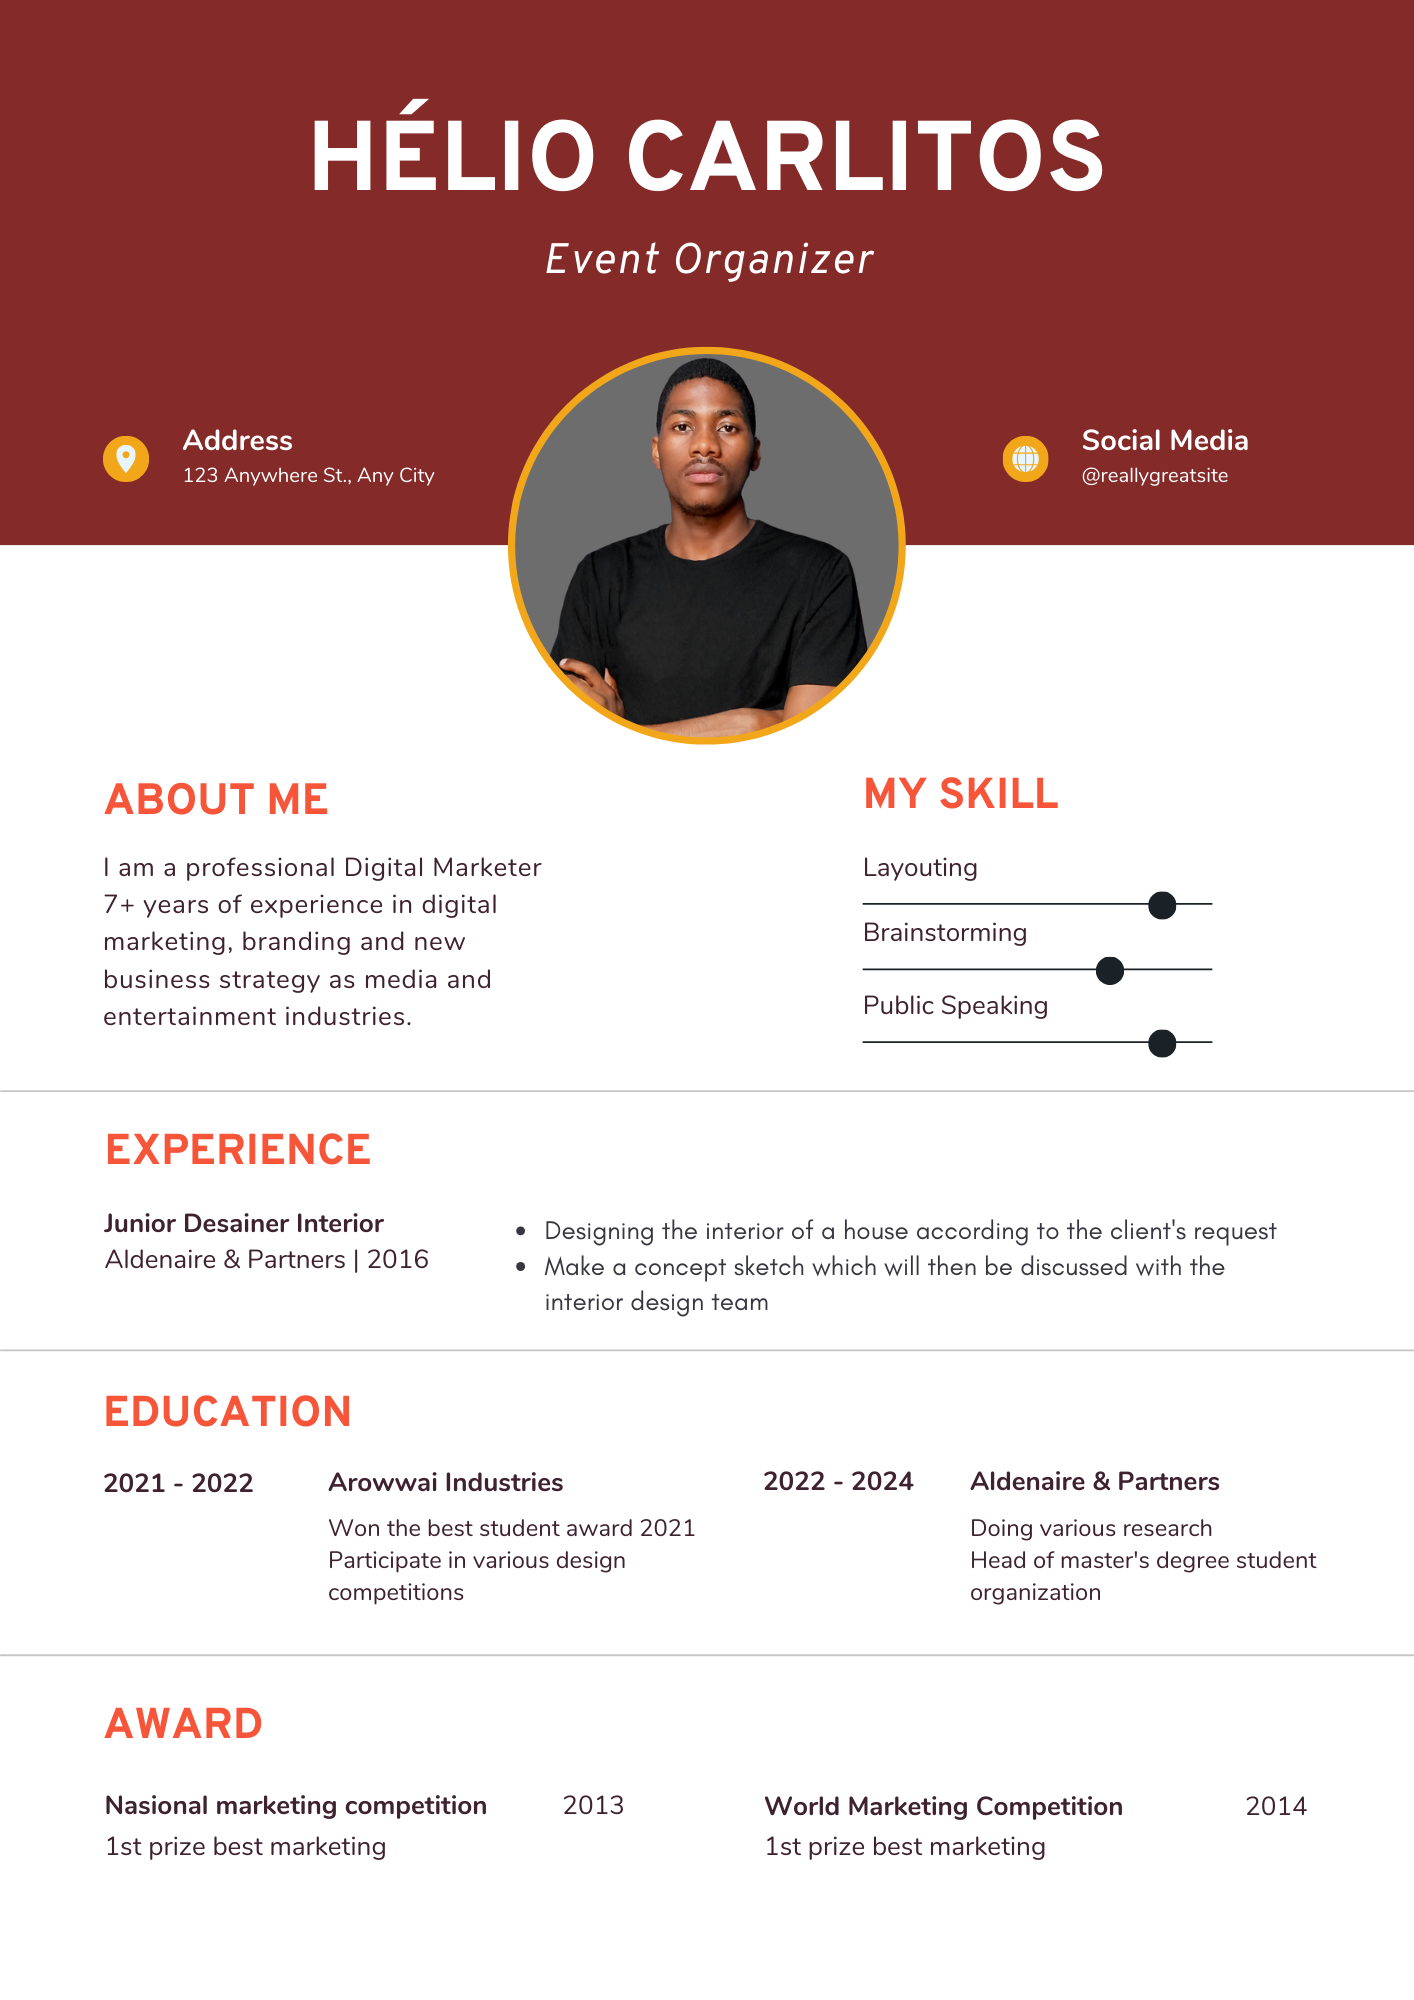 HÉLIO CARLITOS
Event Organizer
Address
123 Anywhere St., Any City
Social Media
@reallygreatsite
ABOUT ME
I am a professional Digital Marketer
7+ years of experience in digital
marketing, branding and new
business strategy as media and
entertainment industries.
MY SKILL
Layouting
Brainstorming
Public Speaking
EXPERIENCE
Junior Desainer Interior
Aldenaire & Partners | 2016
• Designing the interior of a house according to the client's request
• Make a concept sketch which will then be discussed with the
interior design team
EDUCATION
2021 - 2022
Arowwai Industries
Won the best student award 2021
Participate in various design
competitions
2022 - 2024
Aldenaire & Partners
Doing various research
Head of master's degree student
organization
AWARD
Nasional marketing competition
2013
1st prize best marketing
World Marketing Competition
2014
1st prize best marketing